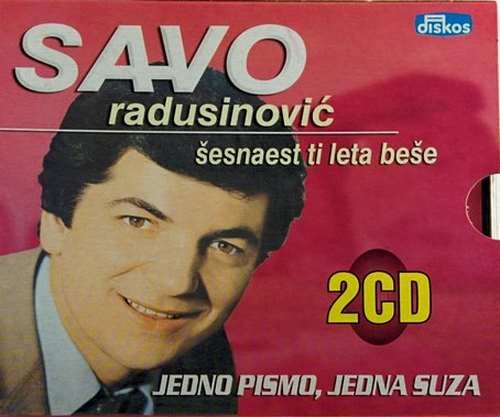 diskos
SAVO
radusinović
šesnaest ti leta beše
2CD
JEDNO PISMO, JEDNA SUZA